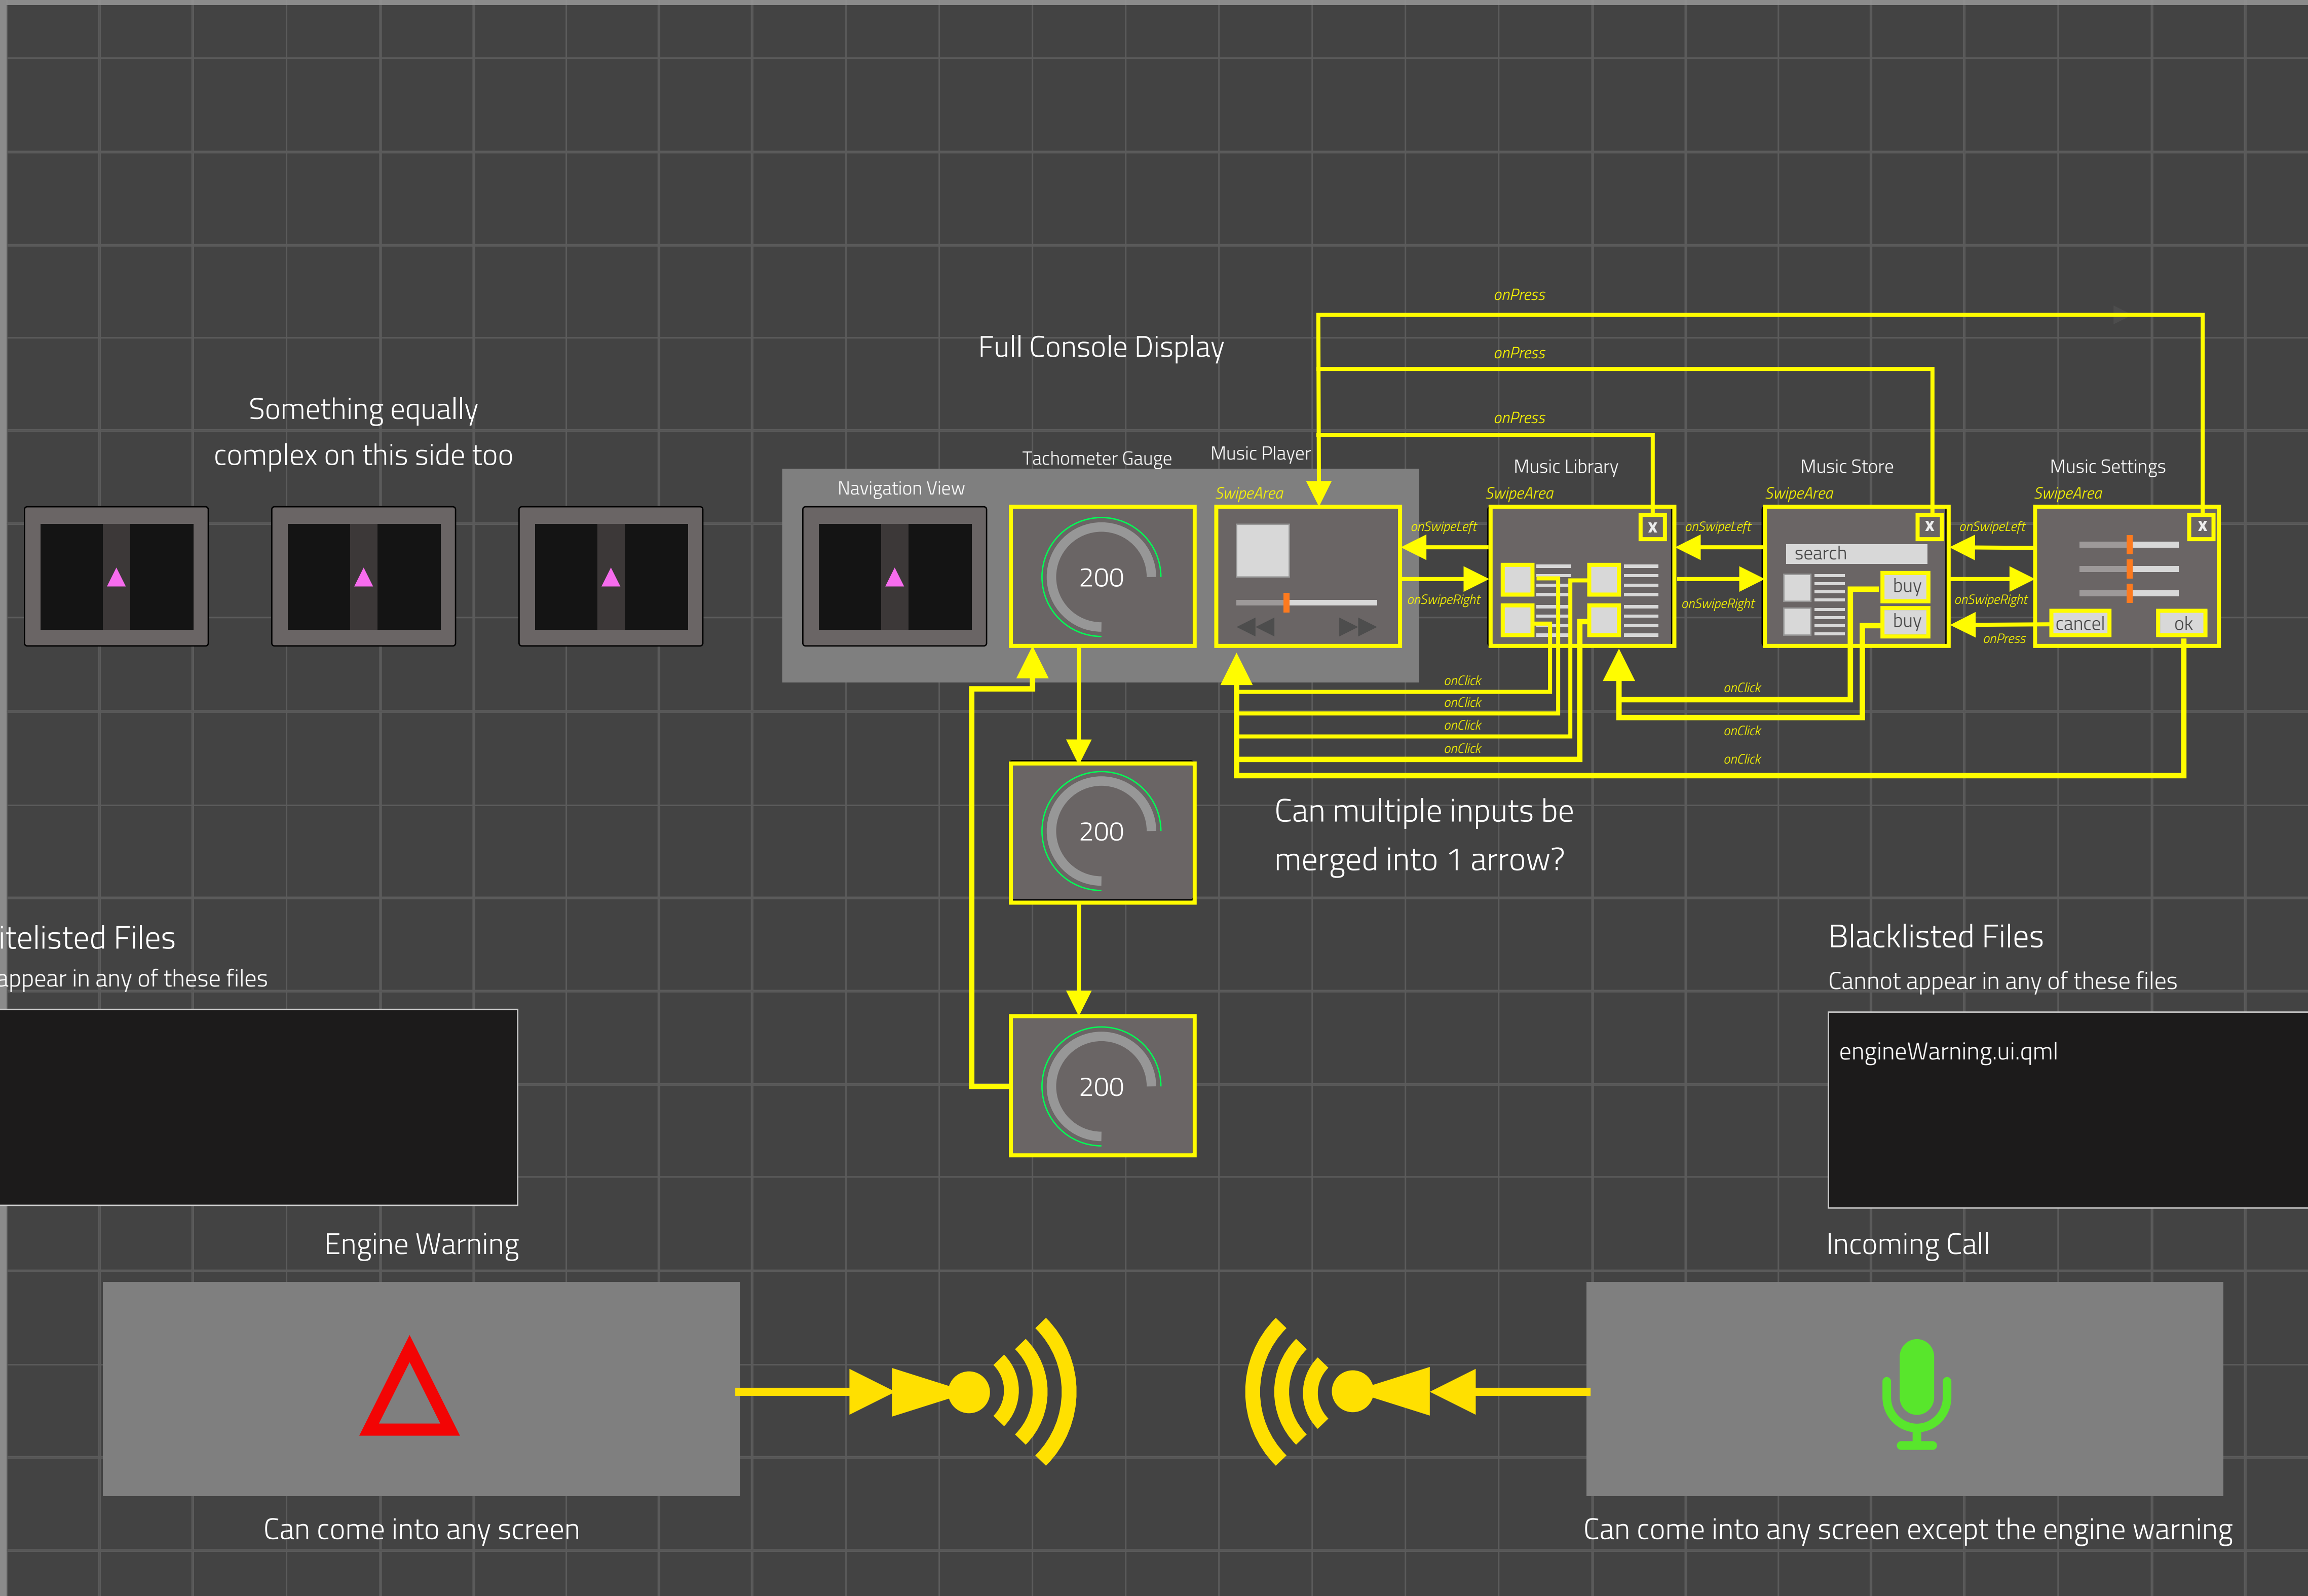 onPress
Full Console Display
onPress
Something equally
complex on this side too
onPress
Tachometer Gauge
Music Player
Music Library
Music Store
Music Settings
Navigation View
SwipeArea
SwipeArea
SwipeArea
SwipeArea
onSwipeLeft
onSwipeLeft
onSwipeLeft
x
x
x
search
200
buy
onSwipeRight
onSwipeRight
onSwipeRight
buy
cancel
ok
onPress
onClick
onClick
onClick
onClick
onClick
onClick
onClick
Can multiple inputs be
merged into 1 arrow?
200
itelisted Files
appear in any of these files
Blacklisted Files
Cannot appear in any of these files
engineWarning.ui.qml
200
Engine Warning
Incoming Call
Can come into any screen
Can come into any screen except the engine warning